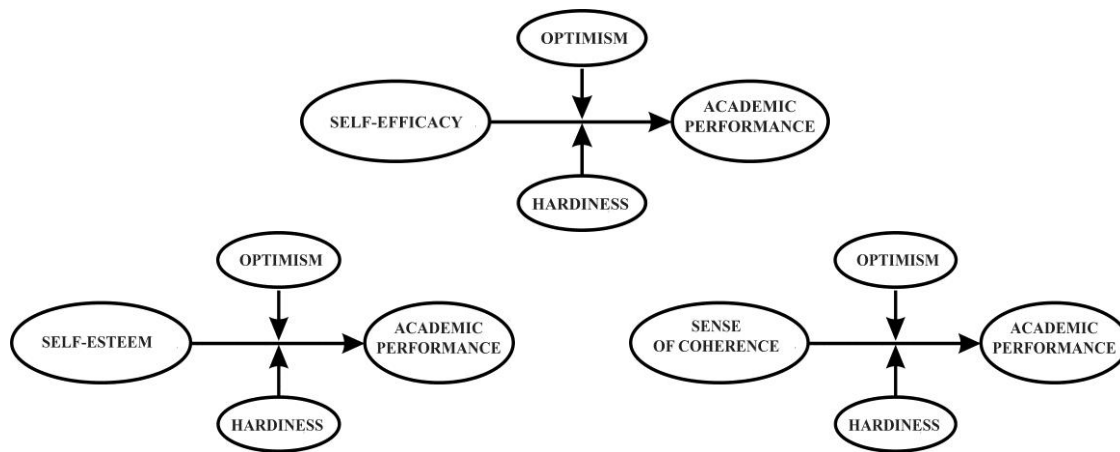 OPTIMISM
SELF-EFFICACY
ACADEMIC
PERFORMANCE
HARDINESS
OPTIMISM
SELF-ESTEEM
ACADEMIC
PERFORMANCE
HARDINESS
OPTIMISM
SENSE
OF COHERENCE
ACADEMIC
PERFORMANCE
HARDINESS